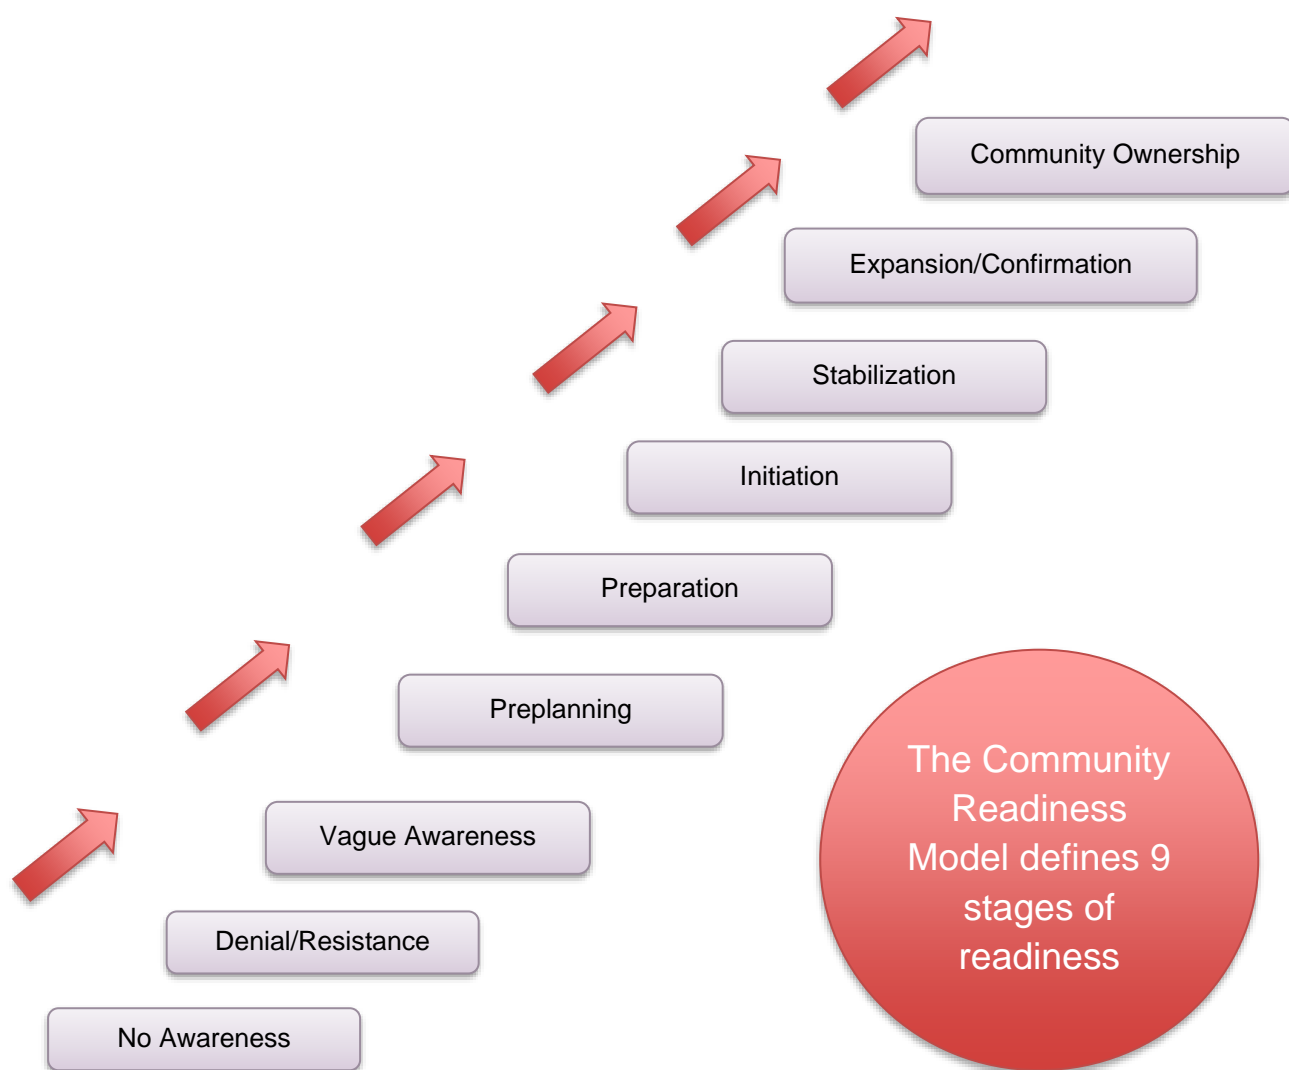 Community Ownership
Expansion/Confirmation
Stabilization
Initiation
Preparation
Preplanning
Vague Awareness
Denial/Resistance
No Awareness
The Community
Readiness
Model defines 9
stages of
readiness